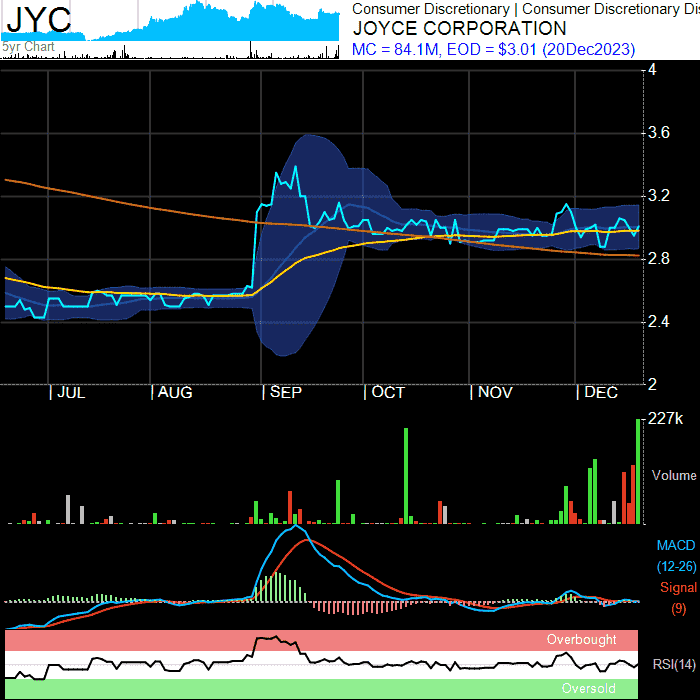 JYC
5yr Chart
Consumer Discretionary | Consumer Discretionary Dis
JOYCE CORPORATION
MC = 84.1M, EOD = $3.01 (20Dec2023)
4
3.6
3.2
2.8
2.4
2
| JUL | AUG | SEP | OCT | NOV | DEC
227k
Volume
MACD
(12-26)
Signal
(9)
Overbought
RSI(14)
Oversold